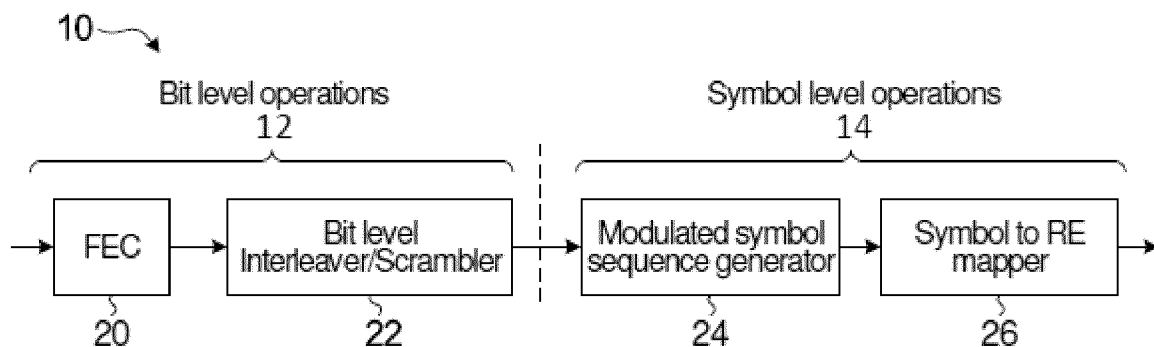 10
Bit level operations
12
Symbol level operations
14
FEC
Bit level
Interleaver/Scrambler
Modulated symbol
sequence generator
Symbol to RE
mapper
20
22
24
26